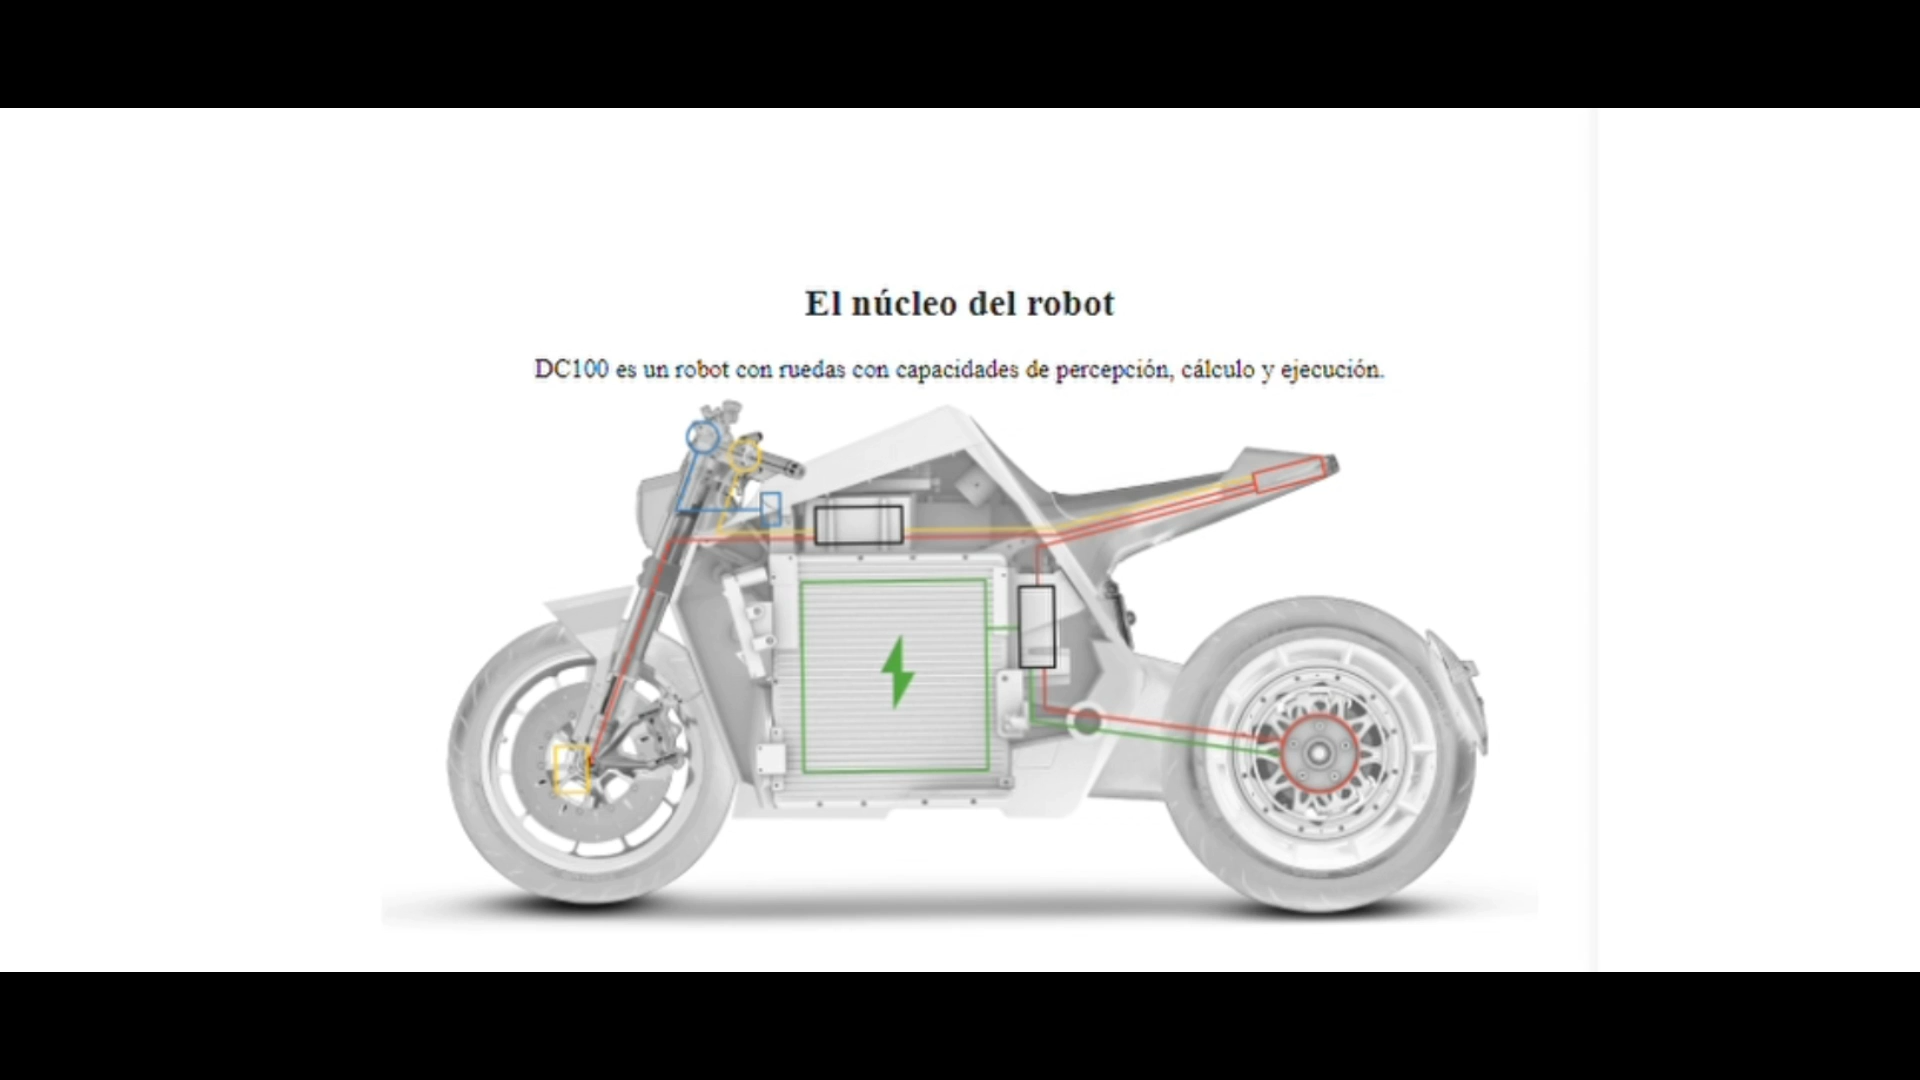 El núcleo del robot
DC100 es un robot con ruedas con capacidades de percepción, cálculo y ejecución.